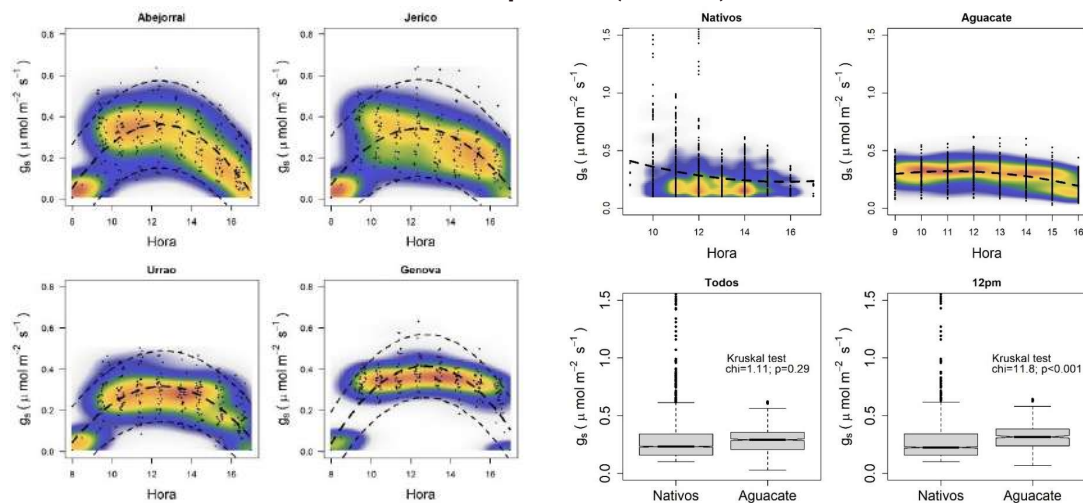 Abejorral
0.8
0.6
0.4
0.2
0.0
gs ( μ mol m−2 s−1 )
8 10 12 14 16
Hora
Jerico
0.8
0.6
0.4
0.2
0.0
gs ( μ mol m−2 s−1 )
8 10 12 14 16
Hora
Nativos
1.5
1.0
0.5
0.0
gs ( μ mol m−2 s−1 )
10 12 14 16
Hora
Aguacate
1.5
1.0
0.5
0.0
gs ( μ mol m−2 s−1 )
9 10 11 12 13 14 15 16
Hora
Urrao
0.8
0.6
0.4
0.2
0.0
gs ( μ mol m−2 s−1 )
8 10 12 14 16
Hora
Genova
0.8
0.6
0.4
0.2
0.0
gs ( μ mol m−2 s−1 )
8 10 12 14 16
Hora
Todos
1.5
1.0
0.5
0.0
gs ( μ mol m−2 s−1 )
Kruskal test
chi=1.11; p=0.29
Nativos Aguacate
12pm
1.5
1.0
0.5
0.0
gs ( μ mol m−2 s−1 )
Kruskal test
chi=11.8; p<0.001
Nativos Aguacate